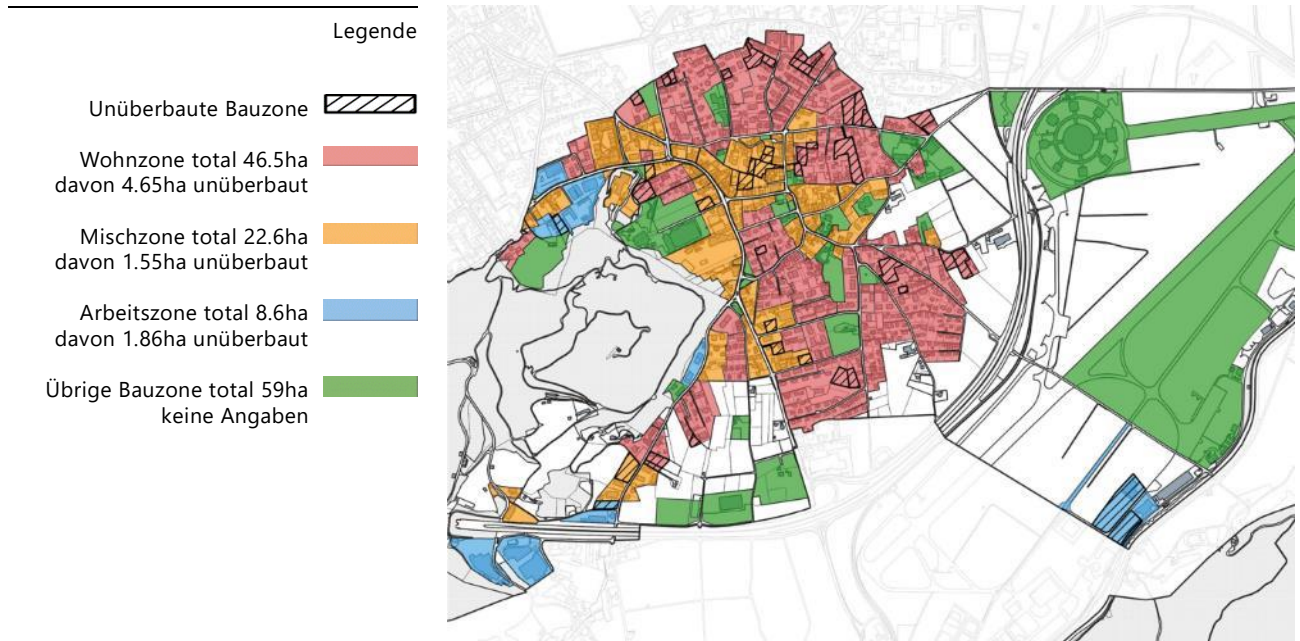 Legende
Unüberbaute Bauzone
Wohnzone total 46.5ha
davon 4.65ha unüberbaut
Mischzone total 22.6ha
davon 1.55ha unüberbaut
Arbeitszone total 8.6ha
davon 1.86ha unüberbaut
Übrige Bauzone total 59ha
keine Angaben